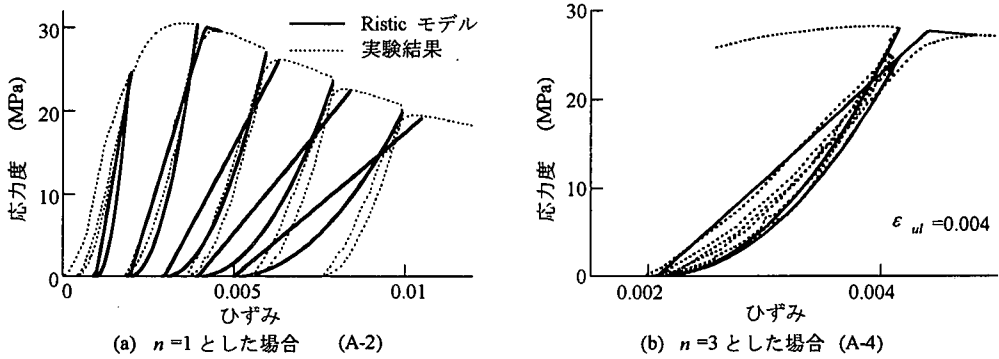 30
20
10
0
応力度 (MPa)
Ristic モデル
実験結果
0
0.005
0.01
ひずみ
(a) n=1 とした場合 (A-2)
30
20
10
0
応力度 (MPa)
ε ul =0.004
0.002
0.004
ひずみ
(b) n=3 とした場合 (A-4)